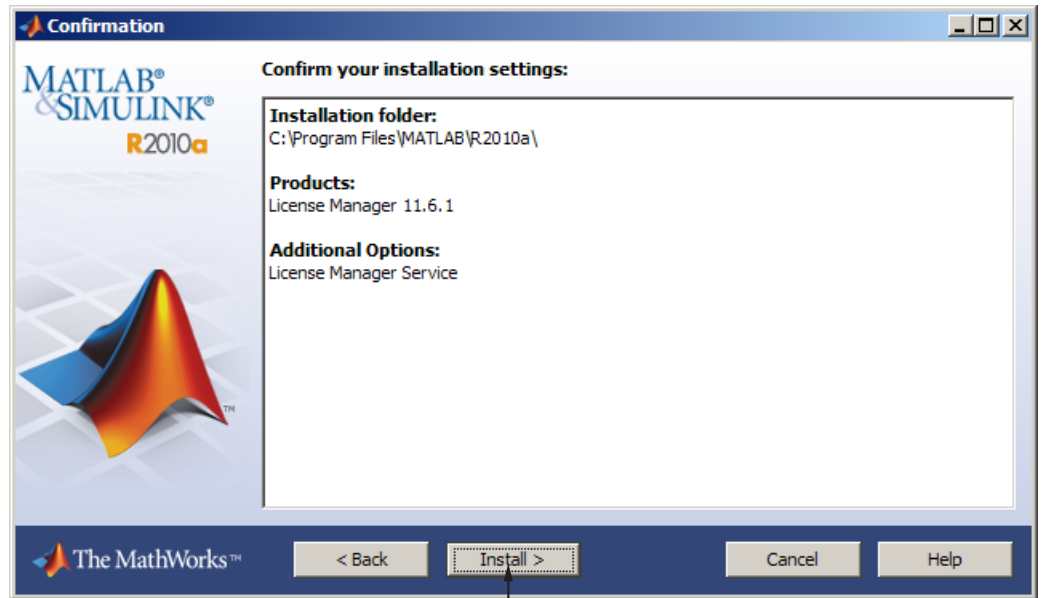 Confirmation
MATLAB®
&SIMULINK®
R2010a
Confirm your installation settings:
Installation folder:
C:\Program Files\MATLAB\R2010a\
Products:
License Manager 11.6.1
Additional Options:
License Manager Service
TM
The MathWorks™
< Back
Install >
Cancel
Help